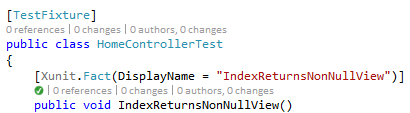 [TestFixture]
0 references | 0 changes | 0 authors, 0 changes
public class HomeControllerTest
{
[Xunit.Fact(DisplayName = "IndexReturnsNonNullView")]
| 0 references | 0 changes | 0 authors, 0 changes
public void IndexReturnsNonNullView()